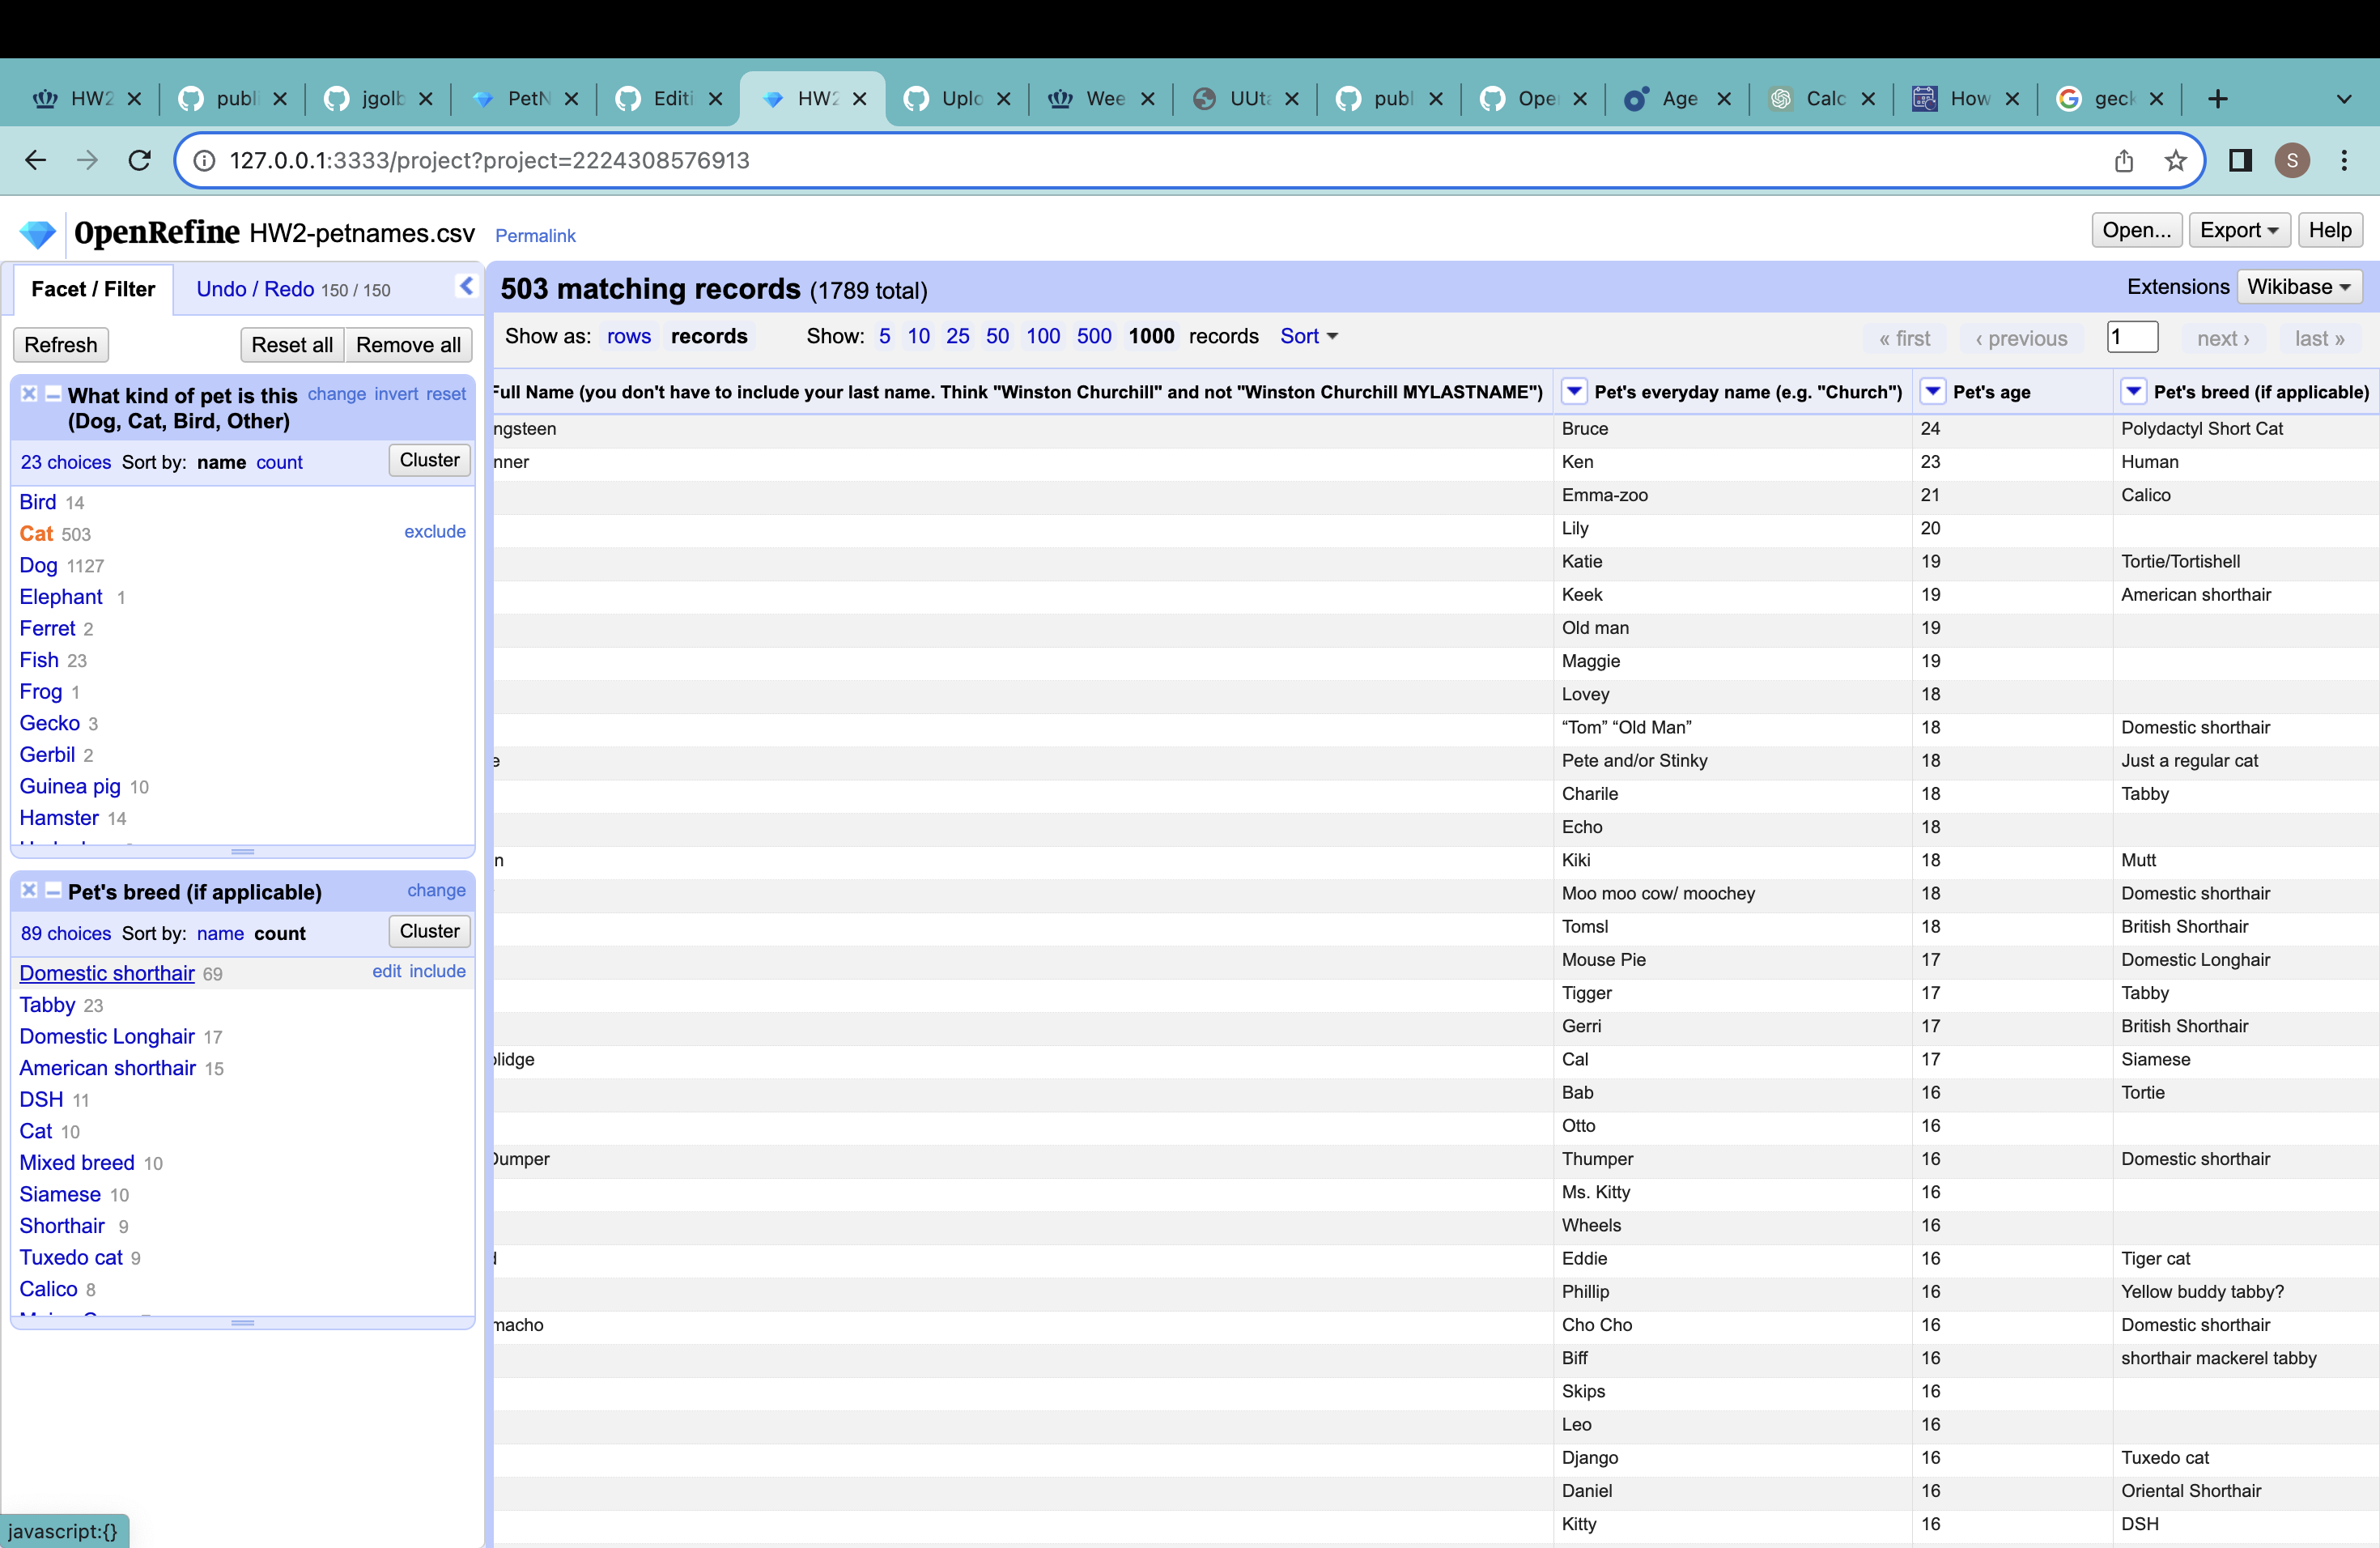 HW2 publ jgolb PetN Editi HW2 Uplo Wee UUta publ Ope Age Calc How geck
127.0.0.1:3333/project?project=2224308576913
S
OpenRefine HW2-petnames.csv Permalink
Open... Export Help
Facet / Filter Undo / Redo 150 / 150
503 matching records (1789 total)
Extensions Wikibase
Refresh Reset all Remove all
Show as: rows records Show: 5 10 25 50 100 500 1000 records Sort
« first ‹ previous 1 next › last »
What kind of pet is this (Dog, Cat, Bird, Other) change invert reset
23 choices Sort by: name count Cluster
Bird 14
Cat 503 exclude
Dog 1127
Elephant 1
Ferret 2
Fish 23
Frog 1
Gecko 3
Gerbil 2
Guinea pig 10
Hamster 14
Pet's breed (if applicable) change
89 choices Sort by: name count Cluster
Domestic shorthair 69 edit include
Tabby 23
Domestic Longhair 17
American shorthair 15
DSH 11
Cat 10
Mixed breed 10
Siamese 10
Shorthair 9
Tuxedo cat 9
Calico 8
javascript:{}
Full Name (you don't have to include your last name. Think "Winston Churchill" and not "Winston Churchill MYLASTNAME") Pet's everyday name (e.g. "Church") Pet's age Pet's breed (if applicable)
ngsteen Bruce 24 Polydactyl Short Cat
nner Ken 23 Human
Emma-zoo 21 Calico
Lily 20
Katie 19 Tortie/Tortishell
Keek 19 American shorthair
Old man 19
Maggie 19
Lovey 18
“Tom” “Old Man” 18 Domestic shorthair
e Pete and/or Stinky 18 Just a regular cat
Charile 18 Tabby
Echo 18
n Kiki 18 Mutt
Moo moo cow/ moochey 18 Domestic shorthair
Tomsl 18 British Shorthair
Mouse Pie 17 Domestic Longhair
Tigger 17 Tabby
Gerri 17 British Shorthair
olidge Cal 17 Siamese
Bab 16 Tortie
Otto 16
Dumper Thumper 16 Domestic shorthair
Ms. Kitty 16
Wheels 16
d Eddie 16 Tiger cat
Phillip 16 Yellow buddy tabby?
macho Cho Cho 16 Domestic shorthair
Biff 16 shorthair mackerel tabby
Skips 16
Leo 16
Django 16 Tuxedo cat
Daniel 16 Oriental Shorthair
Kitty 16 DSH